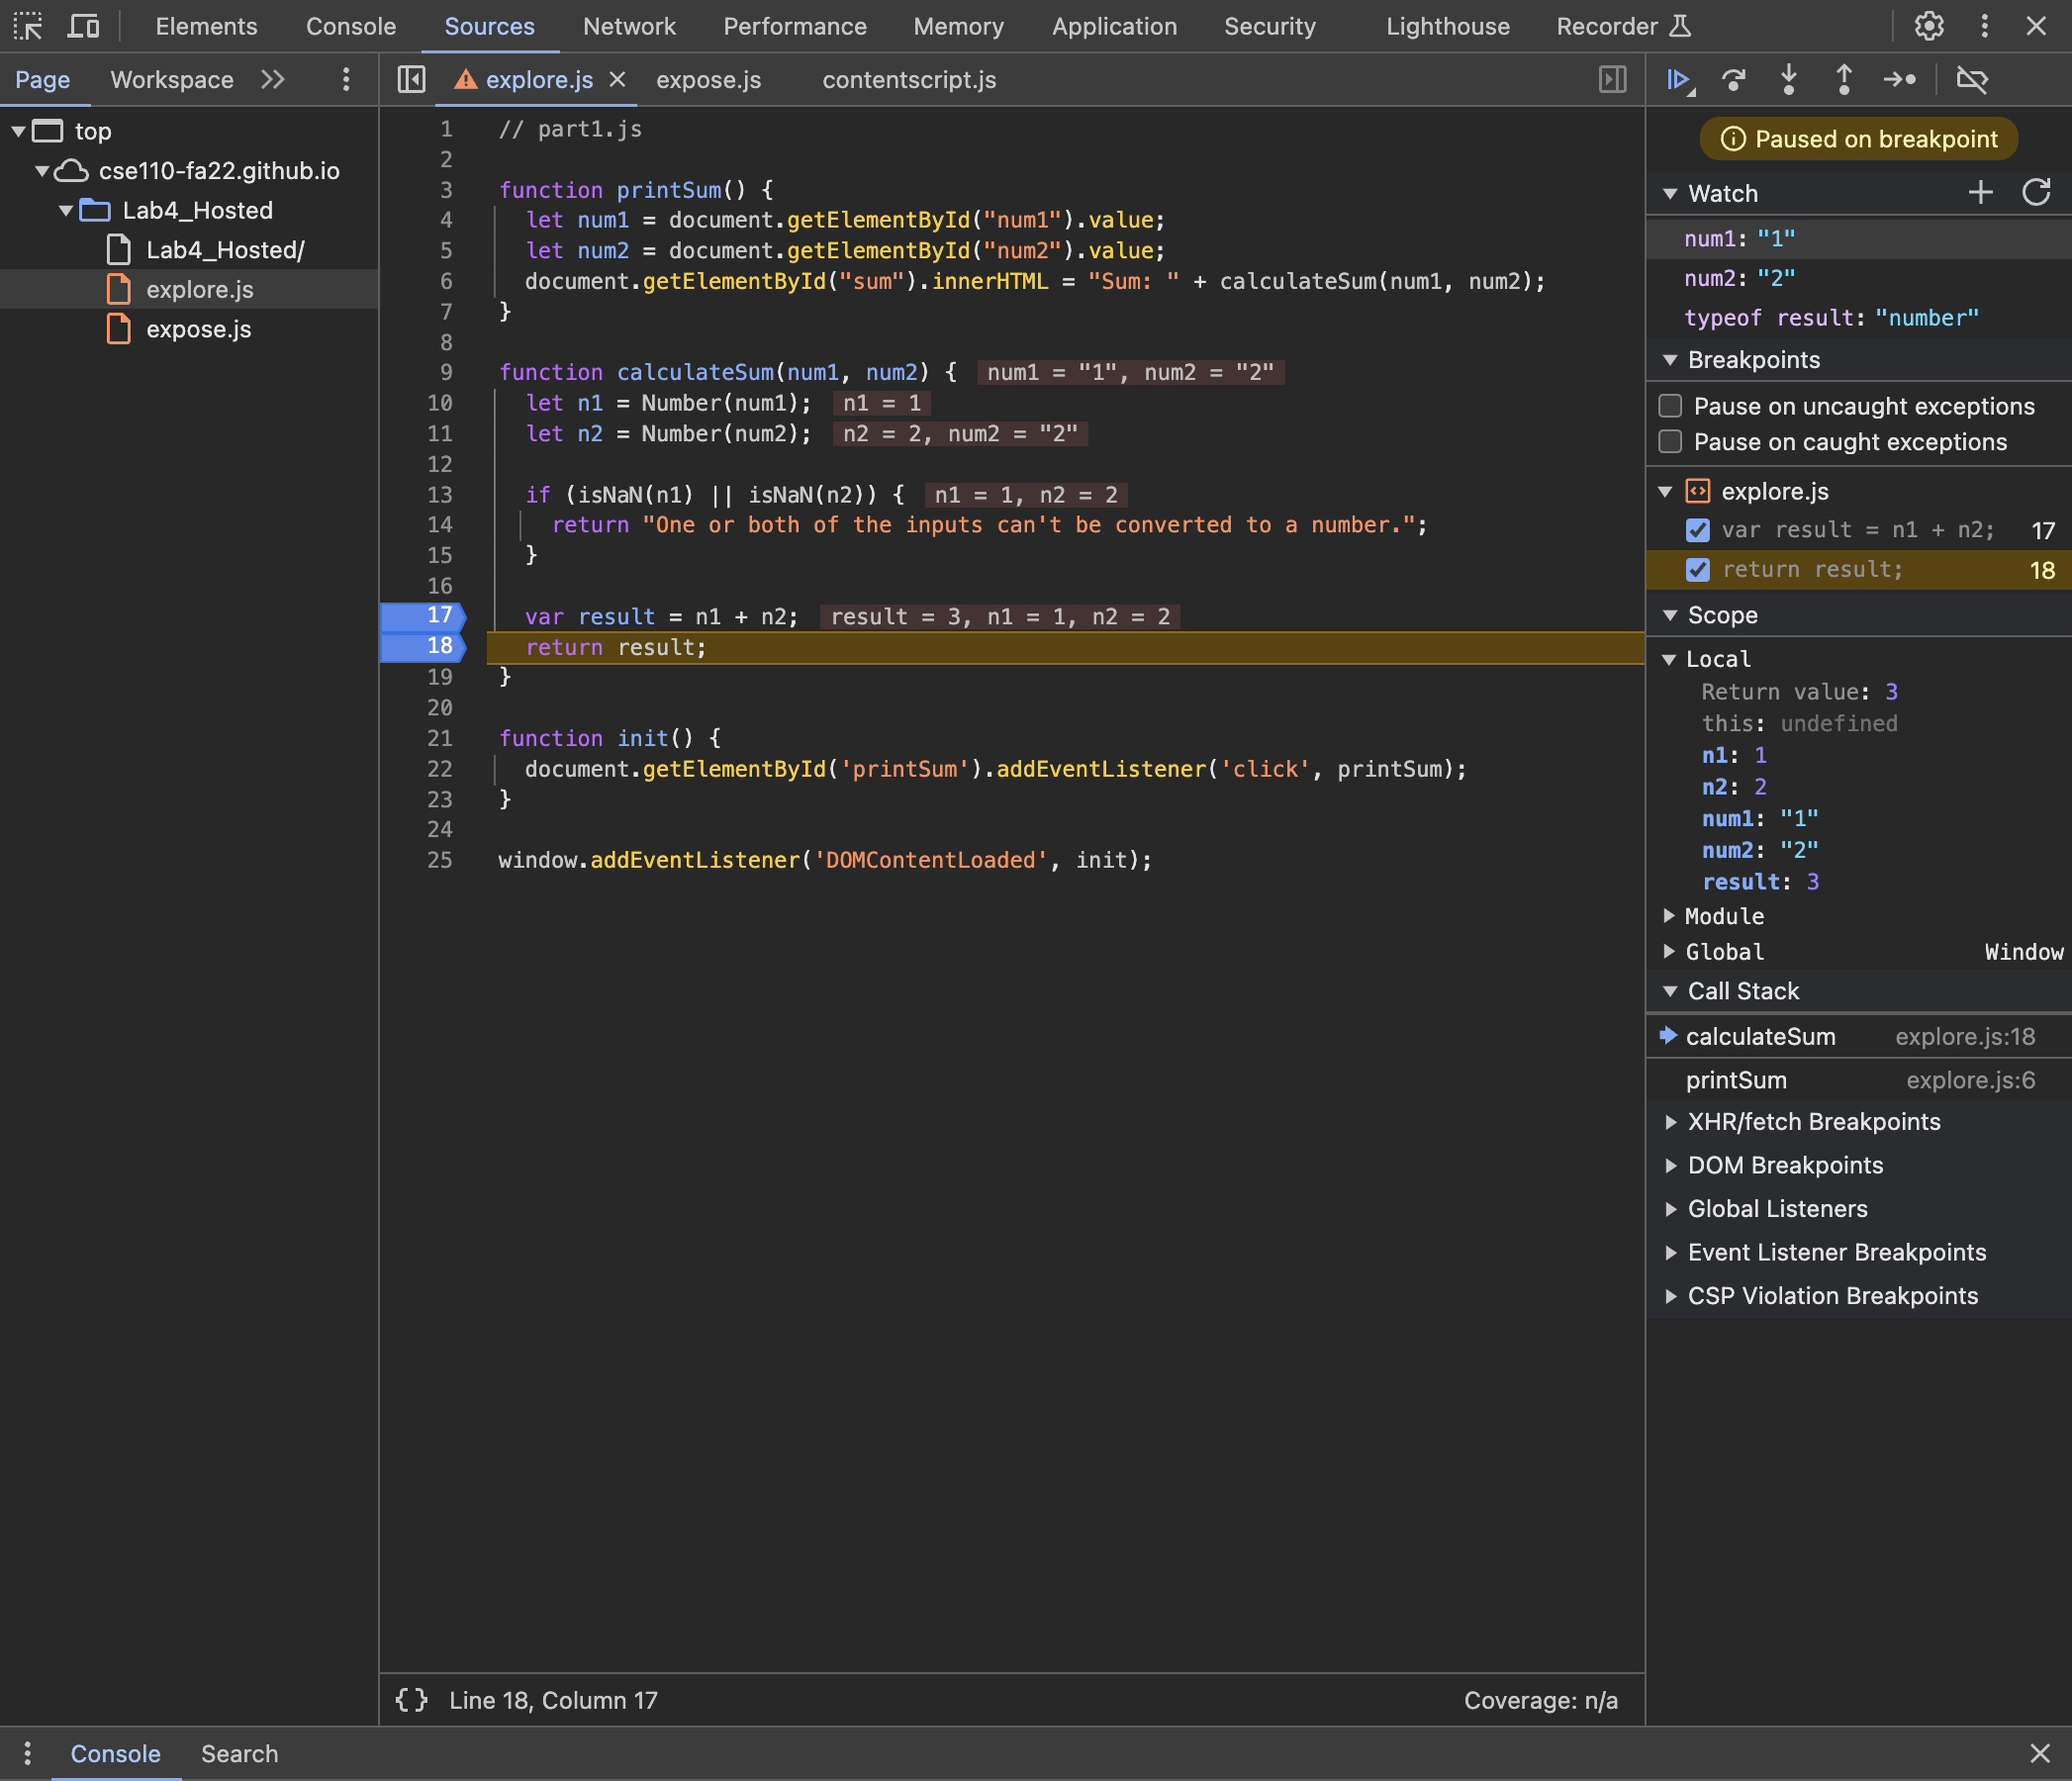 Elements Console Sources Network Performance Memory Application Security Lighthouse Recorder
Page Workspace
explore.js expose.js contentscript.js
top
cse110-fa22.github.io
Lab4_Hosted
Lab4_Hosted/
explore.js
expose.js
1 // part1.js
2
3 function printSum() {
4 let num1 = document.getElementById("num1").value;
5 let num2 = document.getElementById("num2").value;
6 document.getElementById("sum").innerHTML = "Sum: " + calculateSum(num1, num2);
7 }
8
9 function calculateSum(num1, num2) { num1 = "1", num2 = "2"
10 let n1 = Number(num1); n1 = 1
11 let n2 = Number(num2); n2 = 2, num2 = "2"
12
13 if (isNaN(n1) || isNaN(n2)) { n1 = 1, n2 = 2
14 return "One or both of the inputs can't be converted to a number.";
15 }
16
17 var result = n1 + n2; result = 3, n1 = 1, n2 = 2
18 return result;
19 }
20
21 function init() {
22 document.getElementById('printSum').addEventListener('click', printSum);
23 }
24
25 window.addEventListener('DOMContentLoaded', init);
{} Line 18, Column 17 Coverage: n/a
Paused on breakpoint
Watch
num1: "1"
num2: "2"
typeof result: "number"
Breakpoints
Pause on uncaught exceptions
Pause on caught exceptions
explore.js
var result = n1 + n2; 17
return result; 18
Scope
Local
Return value: 3
this: undefined
n1: 1
n2: 2
num1: "1"
num2: "2"
result: 3
Module
Global Window
Call Stack
calculateSum explore.js:18
printSum explore.js:6
XHR/fetch Breakpoints
DOM Breakpoints
Global Listeners
Event Listener Breakpoints
CSP Violation Breakpoints
Console Search